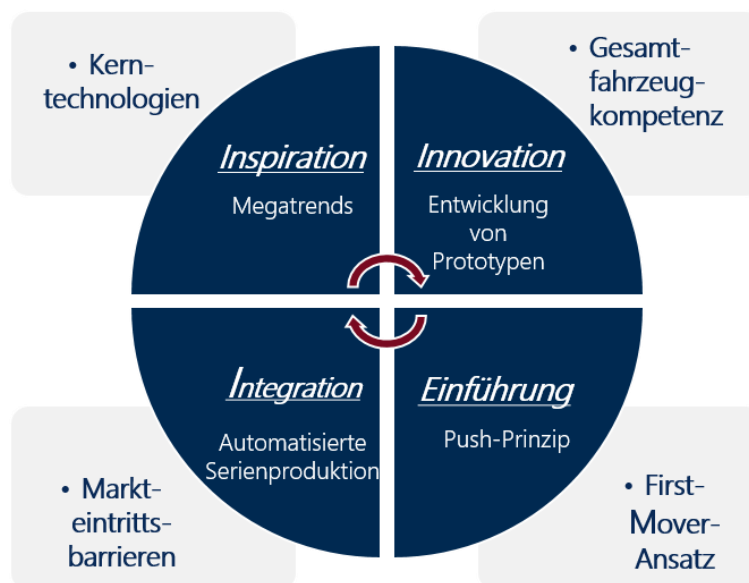 • Kern-
technologien
• Gesamt-
fahrzeug-
kompetenz
Inspiration
Megatrends
Innovation
Entwicklung
von
Prototypen
Integration
Automatisierte
Serienproduktion
Einführung
Push-Prinzip
• Markt-
eintritts-
barrieren
• First-
Mover-
Ansatz